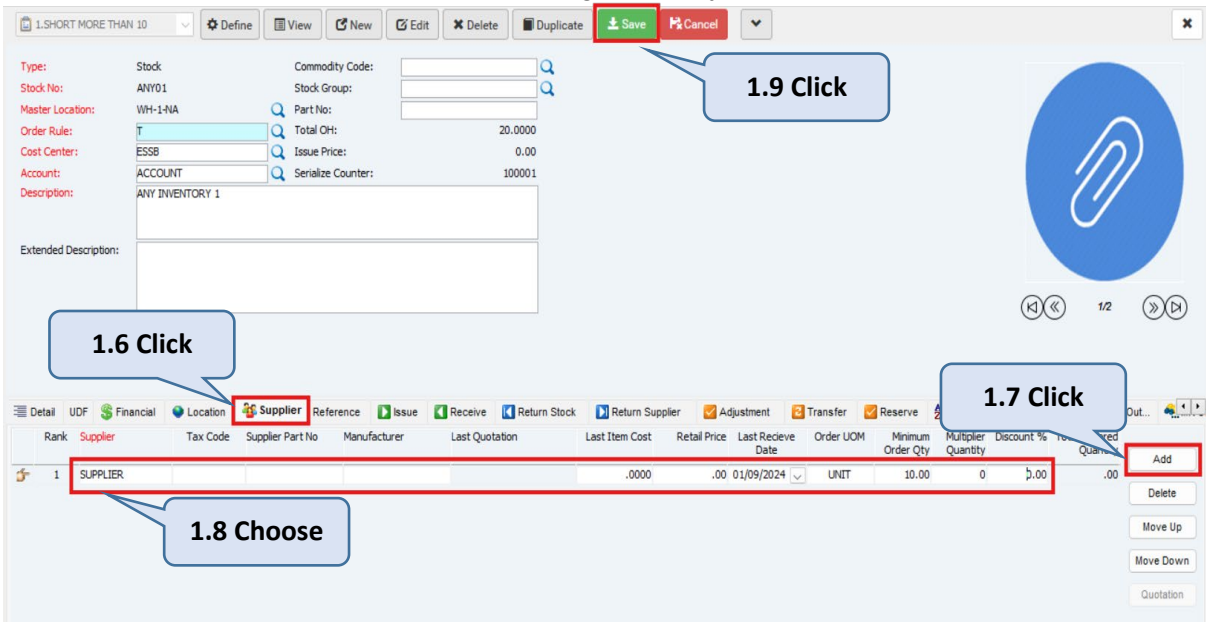 1.SHORT MORE THAN 10 Define View New Edit Delete Duplicate Save Cancel
1.9 Click
Type: Stock Commodity Code:
Stock No: ANY01 Stock Group:
Master Location: WH-1-NA Part No:
Order Rule: T Total OH: 20.0000
Cost Center: ESSB Issue Price: 0.00
Account: ACCOUNT Serialize Counter: 100001
Description: ANY INVENTORY 1
Extended Description:
1/2
1.6 Click
1.7 Click
Detail UDF Financial Location Supplier Reference Issue Receive Return Stock Return Supplier Adjustment Transfer Reserve Out...
Rank Supplier Tax Code Supplier Part No Manufacturer Last Quotation Last Item Cost Retail Price Last Recieve Date Order UOM Minimum Order Qty Multiplier Quantity Discount %
1 SUPPLIER .0000 .00 01/09/2024 UNIT 10.00 0 0.00 .00
Add
Delete
Move Up
Move Down
Quotation
1.8 Choose